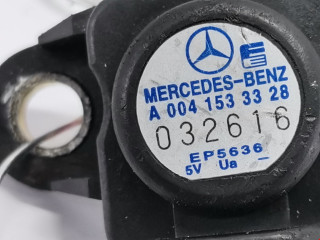 MERCEDES-BENZ
A 004 153 33 28
032616
EP5636
5V Ua –